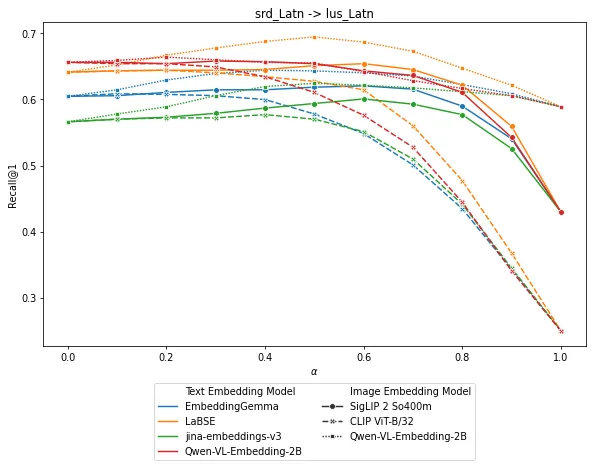 srd_Latn -> lus_Latn
Recall@1
0.7
0.6
0.5
0.4
0.3
0.0 0.2 0.4 0.6 0.8 1.0
α
Text Embedding Model Image Embedding Model
EmbeddingGemma SigLIP 2 So400m
LaBSE CLIP ViT-B/32
jina-embeddings-v3 Qwen-VL-Embedding-2B
Qwen-VL-Embedding-2B